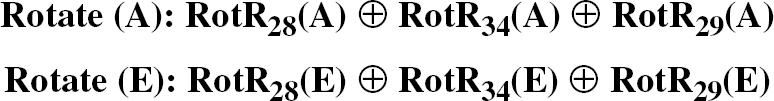 Rotate (A): RotR₂₈(A) ⊕ RotR₃₄(A) ⊕ RotR₂₉(A)
Rotate (E): RotR₂₈(E) ⊕ RotR₃₄(E) ⊕ RotR₂₉(E)